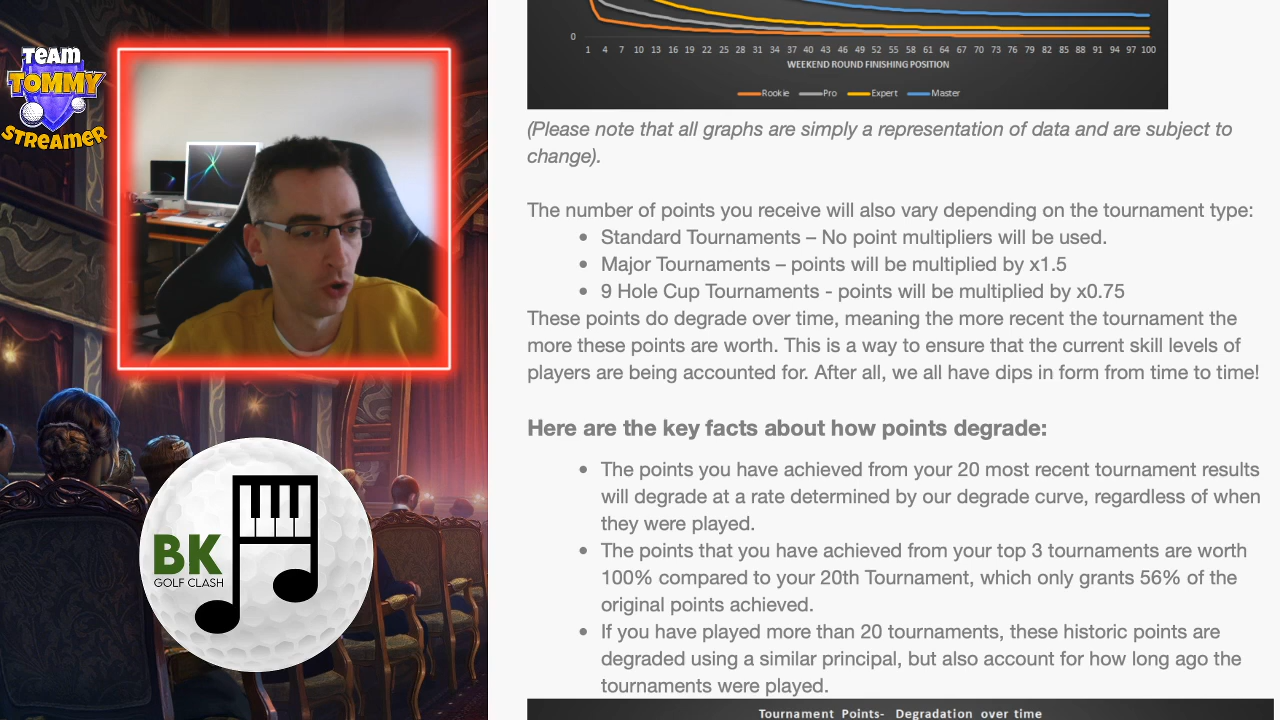 TEAM
TOMMY
STREAMER
BK
GOLF CLASH
0
1 4 7 10 13 16 19 22 25 28 31 34 37 40 43 46 49 52 55 58 61 64 67 70 73 76 79 82 85 88 91 94 97 100
WEEKEND ROUND FINISHING POSITION
Rookie Pro Expert Master
(Please note that all graphs are simply a representation of data and are subject to
change).
The number of points you receive will also vary depending on the tournament type:
• Standard Tournaments – No point multipliers will be used.
• Major Tournaments – points will be multiplied by x1.5
• 9 Hole Cup Tournaments - points will be multiplied by x0.75
These points do degrade over time, meaning the more recent the tournament the
more these points are worth. This is a way to ensure that the current skill levels of
players are being accounted for. After all, we all have dips in form from time to time!
Here are the key facts about how points degrade:
• The points you have achieved from your 20 most recent tournament results
will degrade at a rate determined by our degrade curve, regardless of when
they were played.
• The points that you have achieved from your top 3 tournaments are worth
100% compared to your 20th Tournament, which only grants 56% of the
original points achieved.
• If you have played more than 20 tournaments, these historic points are
degraded using a similar principal, but also account for how long ago the
tournaments were played.
Tournament Points- Degradation over time